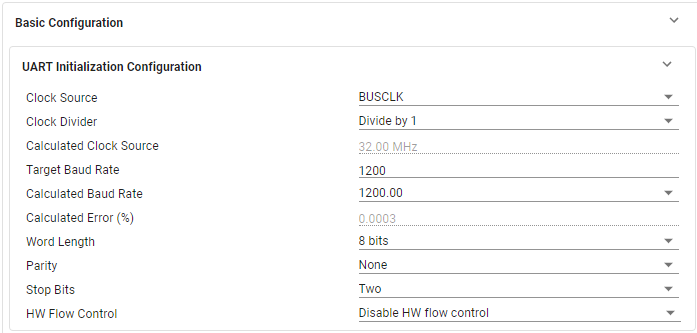 Basic Configuration
UART Initialization Configuration
Clock Source BUSCLK
Clock Divider Divide by 1
Calculated Clock Source 32.00 MHz
Target Baud Rate 1200
Calculated Baud Rate 1200.00
Calculated Error (%) 0.0003
Word Length 8 bits
Parity None
Stop Bits Two
HW Flow Control Disable HW flow control